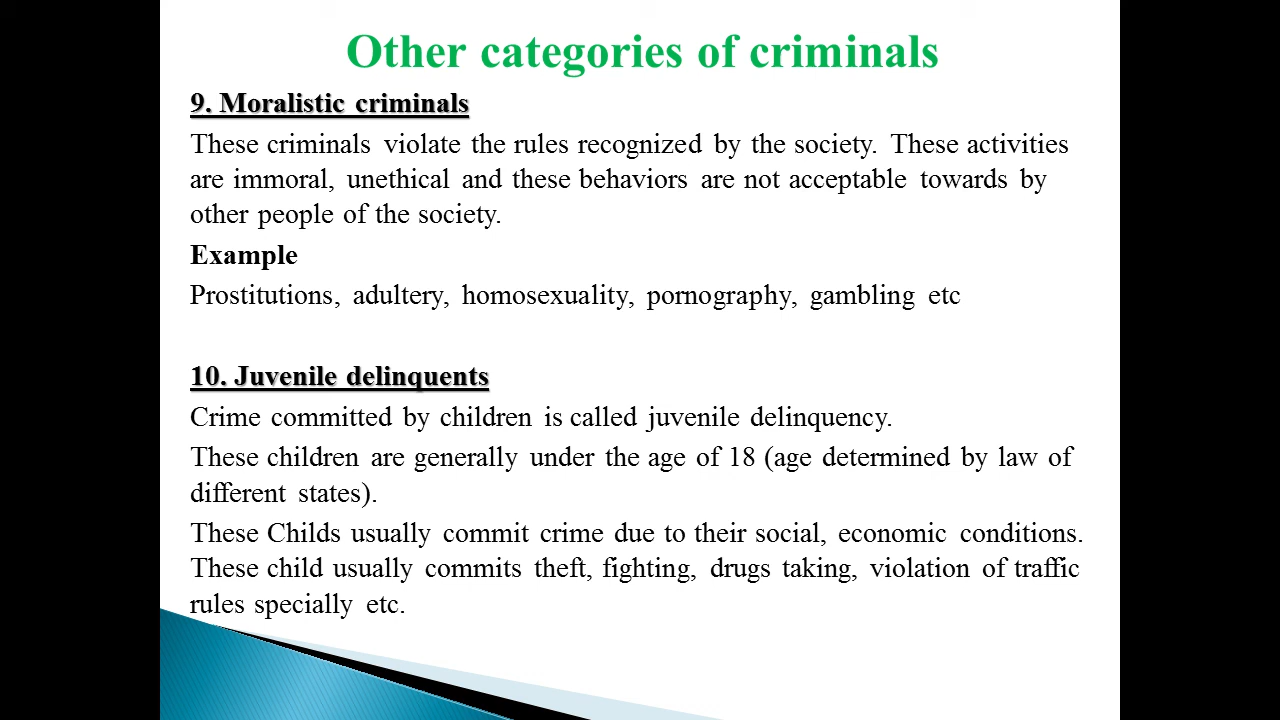 Other categories of criminals
9. Moralistic criminals
These criminals violate the rules recognized by the society. These activities
are immoral, unethical and these behaviors are not acceptable towards by
other people of the society.
Example
Prostitutions, adultery, homosexuality, pornography, gambling etc
10. Juvenile delinquents
Crime committed by children is called juvenile delinquency.
These children are generally under the age of 18 (age determined by law of
different states).
These Childs usually commit crime due to their social, economic conditions.
These child usually commits theft, fighting, drugs taking, violation of traffic
rules specially etc.